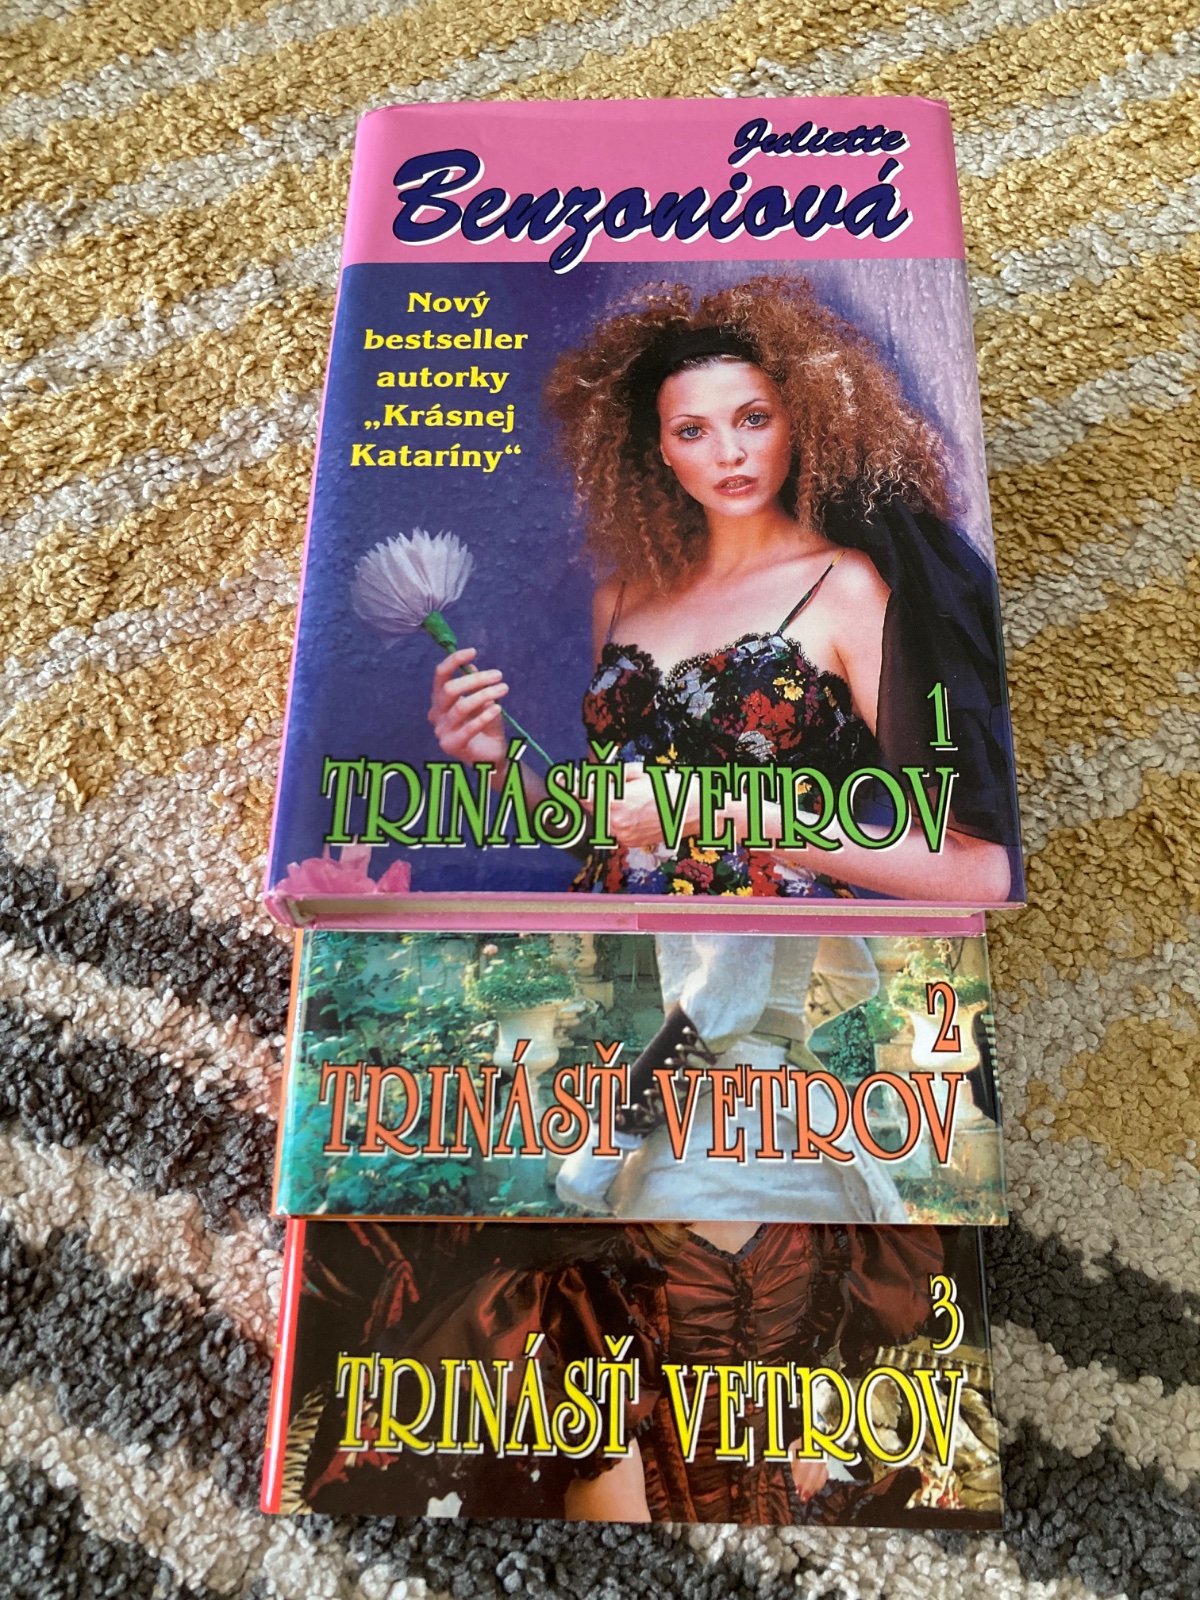 Juliette
Benzoniová
Nový
bestseller
autorky
„Krásnej
Kataríny“
1
TRINÁSŤ VETROV
2
TRINÁSŤ VETROV
3
TRINÁSŤ VETROV